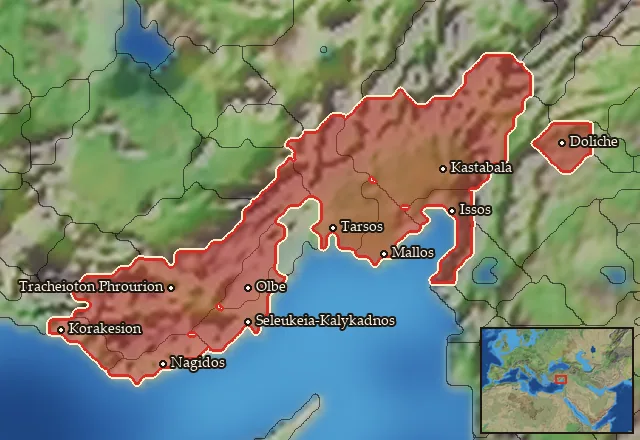 Doliche
Kastabala
Issos
Tarsos
Mallos
Tracheioton Phrourion
Olbe
Seleukeia-Kalykadnos
Korakesion
Nagidos